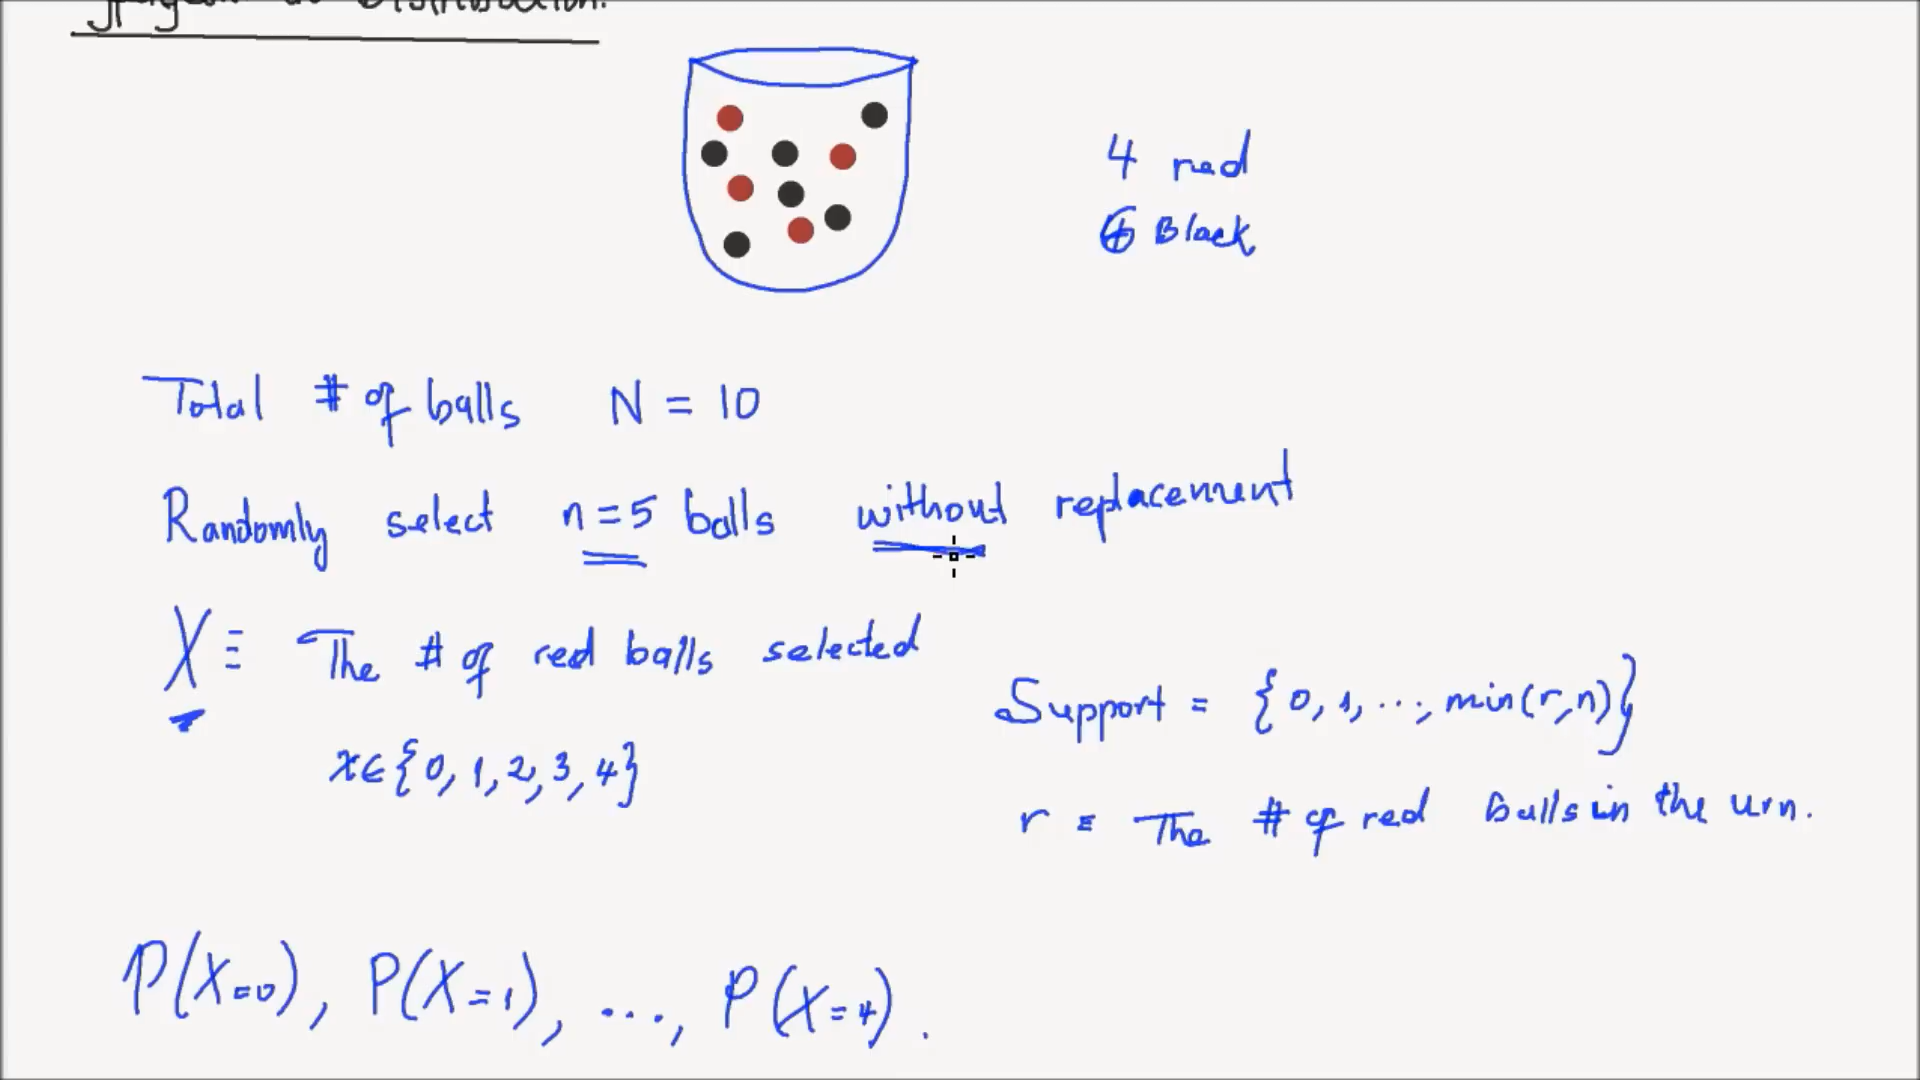 Distribution.
4 red
6 Black
Total # of balls N = 10
Randomly select n = 5 balls without replacement
X ≡ The # of red balls selected
x ∈ {0, 1, 2, 3, 4}
Support = {0, 1, ..., min(r, n)}
r ≡ The # of red balls in the urn.
P(X=0), P(X=1), ..., P(X=4).